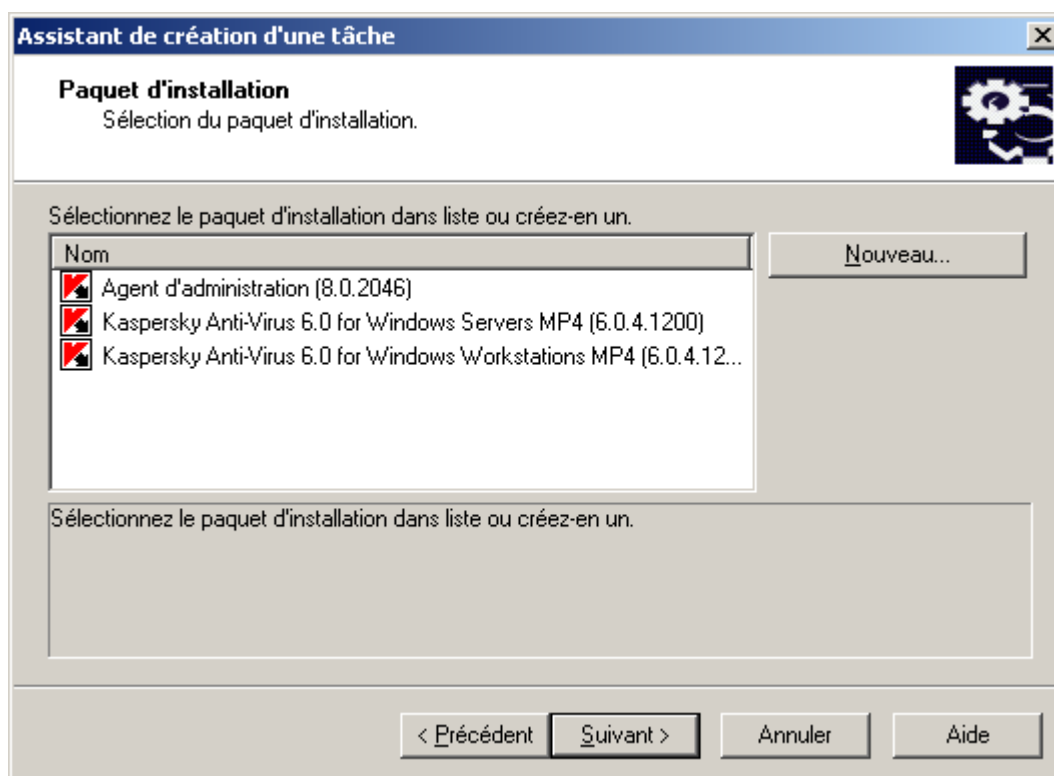 Assistant de création d'une tâche
Paquet d'installation
Sélection du paquet d'installation.
Sélectionnez le paquet d'installation dans liste ou créez-en un.
Nom
Nouveau...
Agent d'administration (8.0.2046)
Kaspersky Anti-Virus 6.0 for Windows Servers MP4 (6.0.4.1200)
Kaspersky Anti-Virus 6.0 for Windows Workstations MP4 (6.0.4.12...
Sélectionnez le paquet d'installation dans liste ou créez-en un.
< Précédent
Suivant >
Annuler
Aide